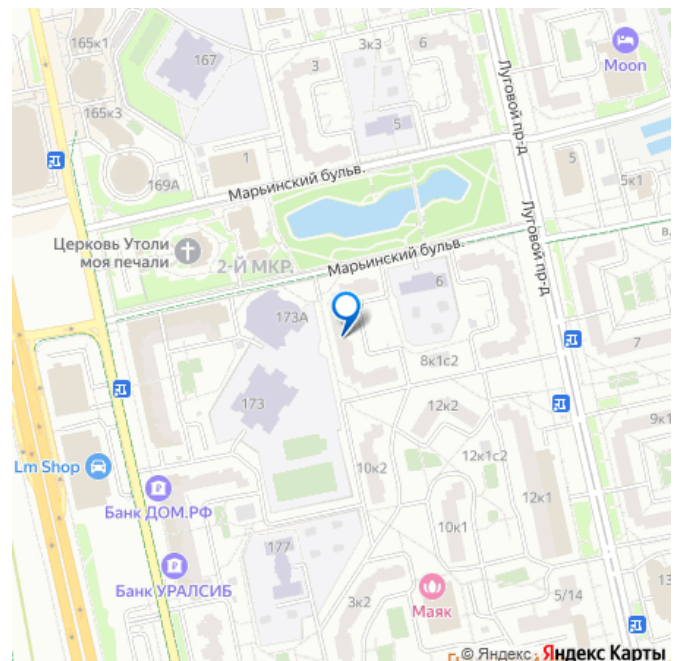 167
3к3
6
3
Moon
165к1
165к3
Луговой пр-д
5
1
5
Марьинский бульв.
169А
5к1
Луговой пр-д
Церковь Утоли
моя печали
2-Й МКР.
Марьинский бульв.
В.
6
173А
7
8к1с2
173
12к2
9к1
Lm Shop
10к2
12к1с2
Банк ДОМ.РФ
12к1
10к1
177
Банк УРАЛСИБ
Маяк
3к2
5/14
13
© Яндекс
Яндекс Карты